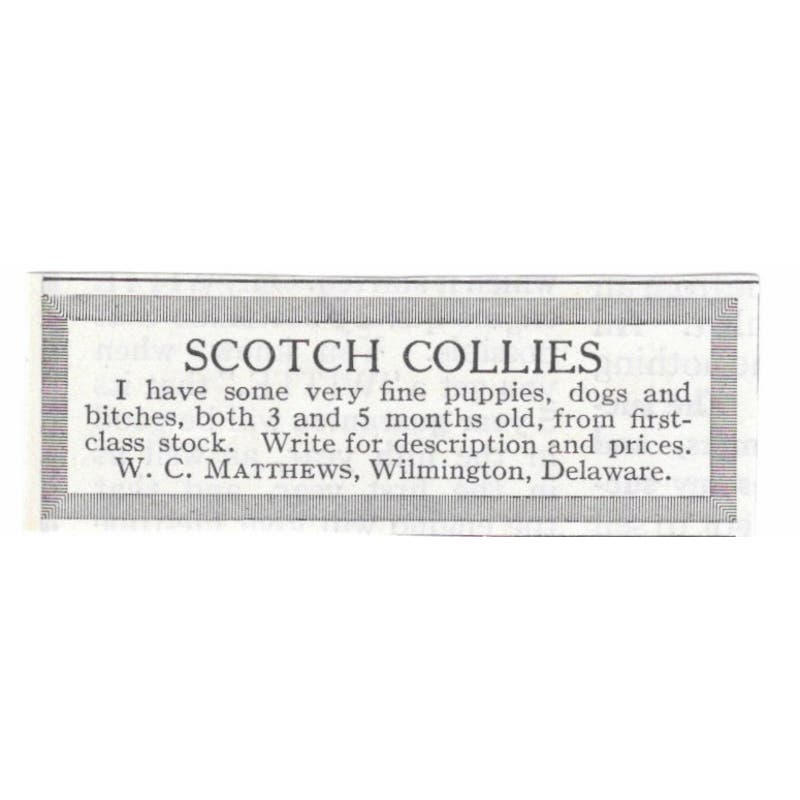 SCOTCH COLLIES
I have some very fine puppies, dogs and
bitches, both 3 and 5 months old, from first-
class stock. Write for description and prices.
W. C. MATTHEWS, Wilmington, Delaware.